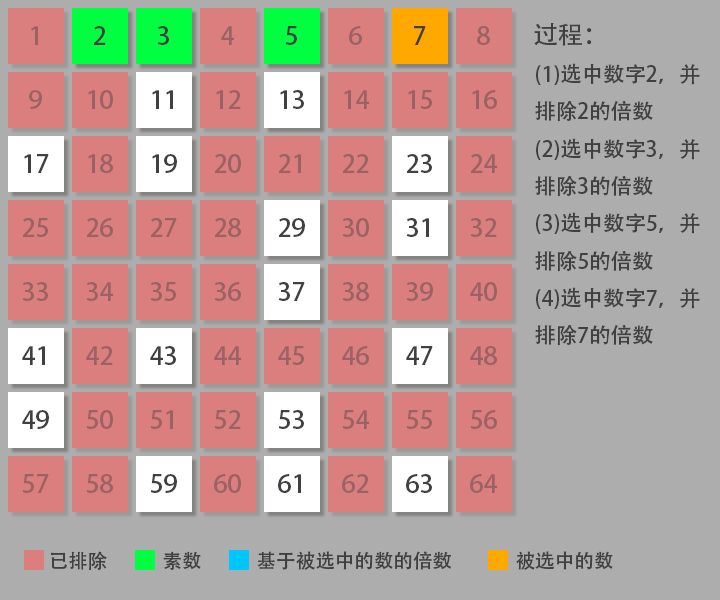 1 2 3 4 5 6 7 8
9 10 11 12 13 14 15 16
17 18 19 20 21 22 23 24
25 26 27 28 29 30 31 32
33 34 35 36 37 38 39 40
41 42 43 44 45 46 47 48
49 50 51 52 53 54 55 56
57 58 59 60 61 62 63 64
过程：
(1)选中数字2，并
排除2的倍数
(2)选中数字3，并
排除3的倍数
(3)选中数字5，并
排除5的倍数
(4)选中数字7，并
排除7的倍数
已排除 素数 基于被选中的数的倍数 被选中的数